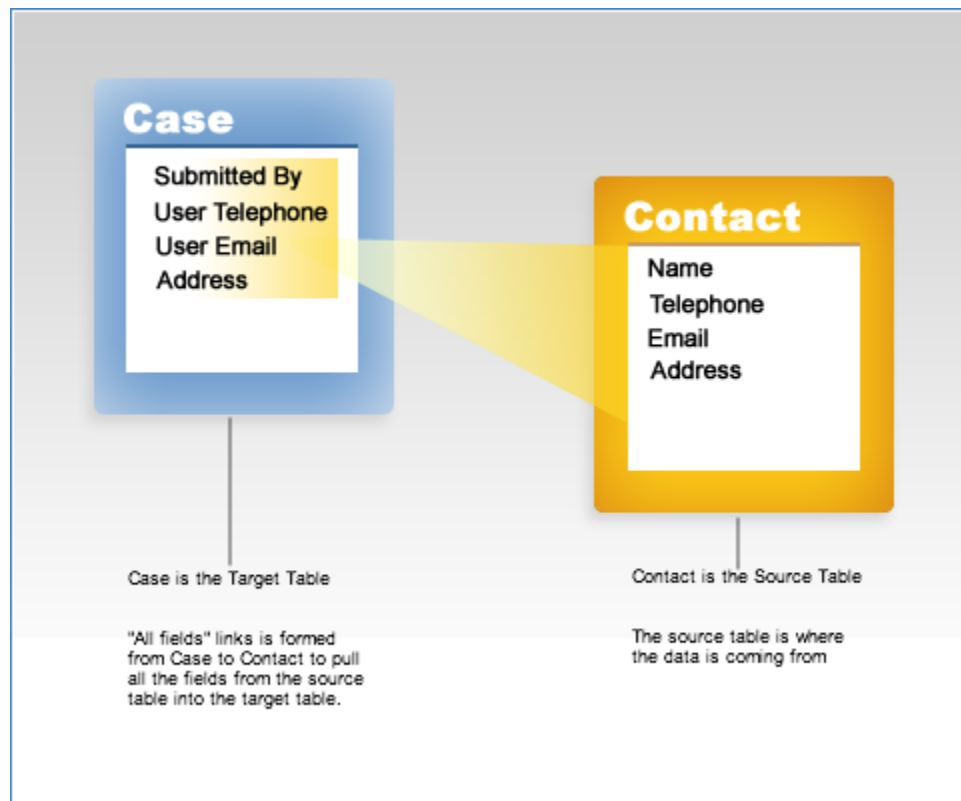 Case
Submitted By
User Telephone
User Email
Address
Contact
Name
Telephone
Email
Address
Case is the Target Table
"All fields" links is formed
from Case to Contact to pull
all the fields from the source
table into the target table.
Contact is the Source Table
The source table is where
the data is coming from